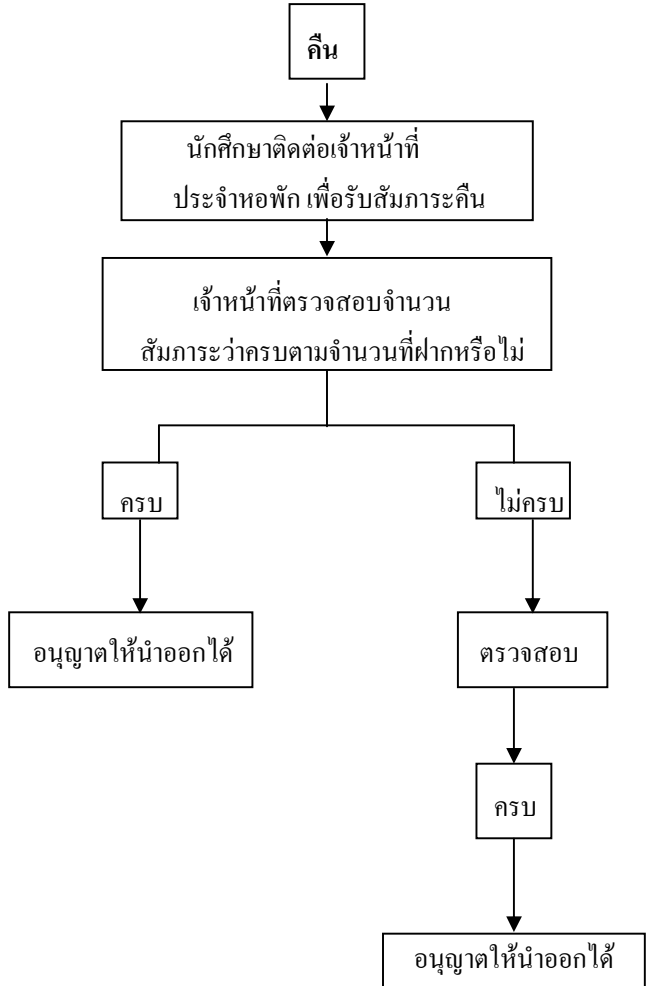 คืน
นักศึกษาติดต่อเจ้าหน้าที่
ประจำหอพัก เพื่อรับสัมภาระคืน
เจ้าหน้าที่ตรวจสอบจำนวน
สัมภาระว่าครบตามจำนวนที่ฝากหรือไม่
ครบ
ไม่ครบ
อนุญาตให้นำออกได้
ตรวจสอบ
ครบ
อนุญาตให้นำออกได้